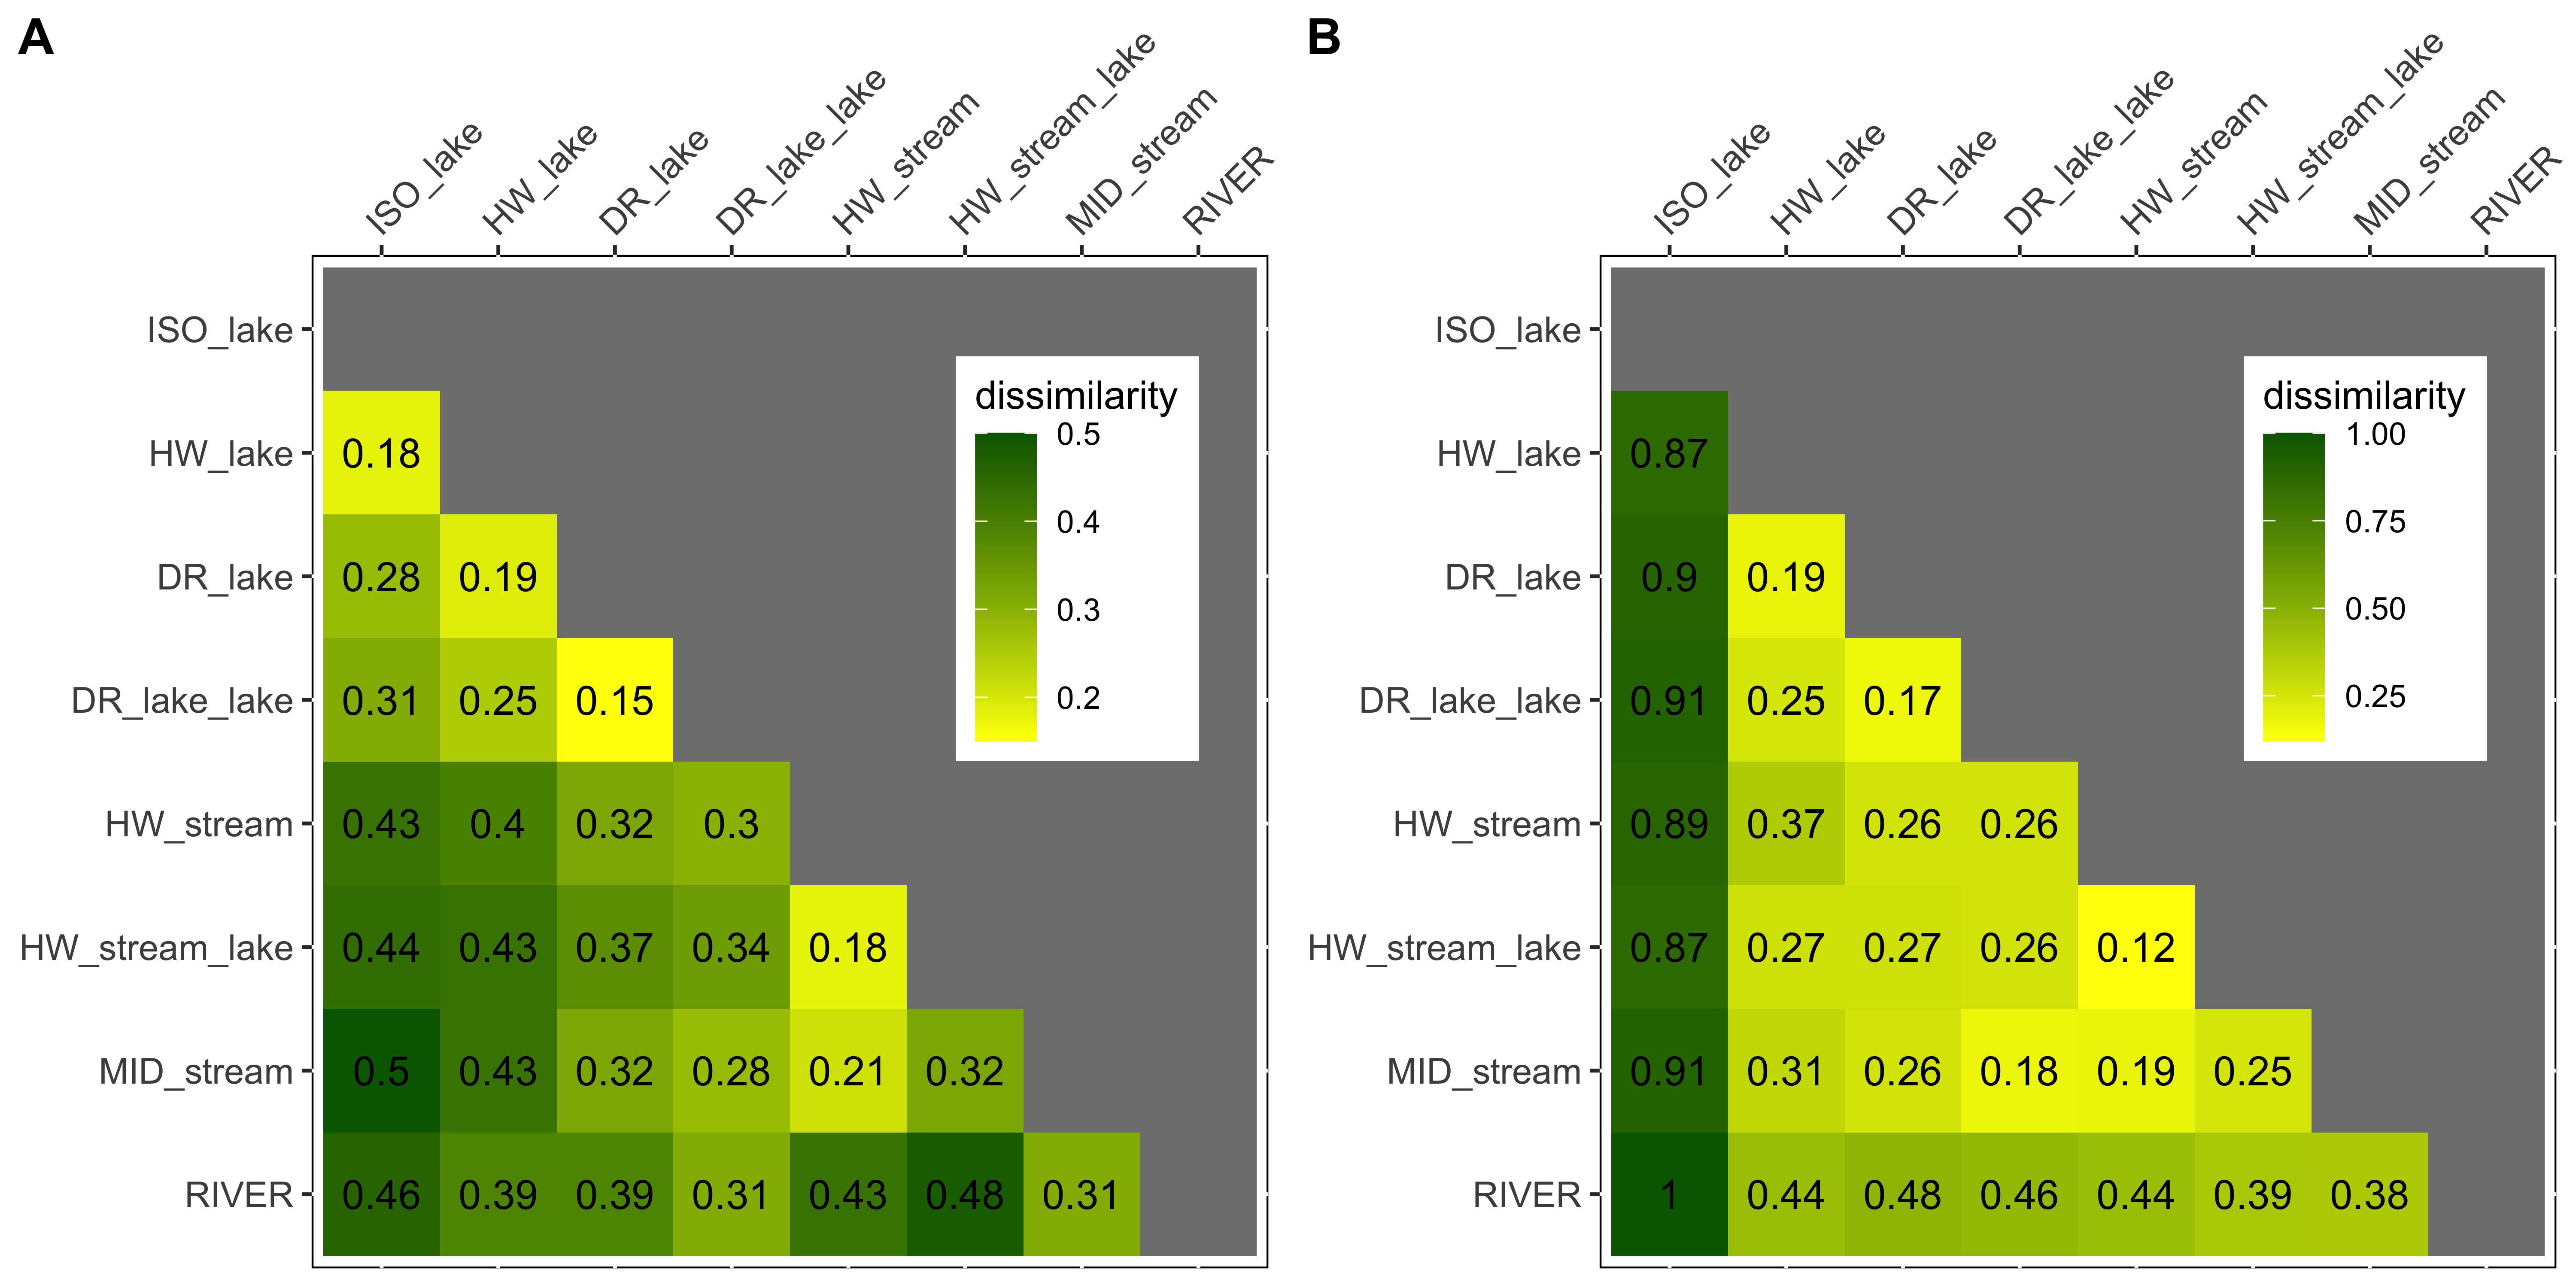 A
ISO_lake HW_lake DR_lake DR_lake_lake HW_stream HW_stream_lake MID_stream RIVER
ISO_lake
HW_lake 0.18
DR_lake 0.28 0.19
DR_lake_lake 0.31 0.25 0.15
HW_stream 0.43 0.4 0.32 0.3
HW_stream_lake 0.44 0.43 0.37 0.34 0.18
MID_stream 0.5 0.43 0.32 0.28 0.21 0.32
RIVER 0.46 0.39 0.39 0.31 0.43 0.48 0.31
dissimilarity
0.5
0.4
0.3
0.2
B
ISO_lake HW_lake DR_lake DR_lake_lake HW_stream HW_stream_lake MID_stream RIVER
ISO_lake
HW_lake 0.87
DR_lake 0.9 0.19
DR_lake_lake 0.91 0.25 0.17
HW_stream 0.89 0.37 0.26 0.26
HW_stream_lake 0.87 0.27 0.27 0.26 0.12
MID_stream 0.91 0.31 0.26 0.18 0.19 0.25
RIVER 1 0.44 0.48 0.46 0.44 0.39 0.38
dissimilarity
1.00
0.75
0.50
0.25